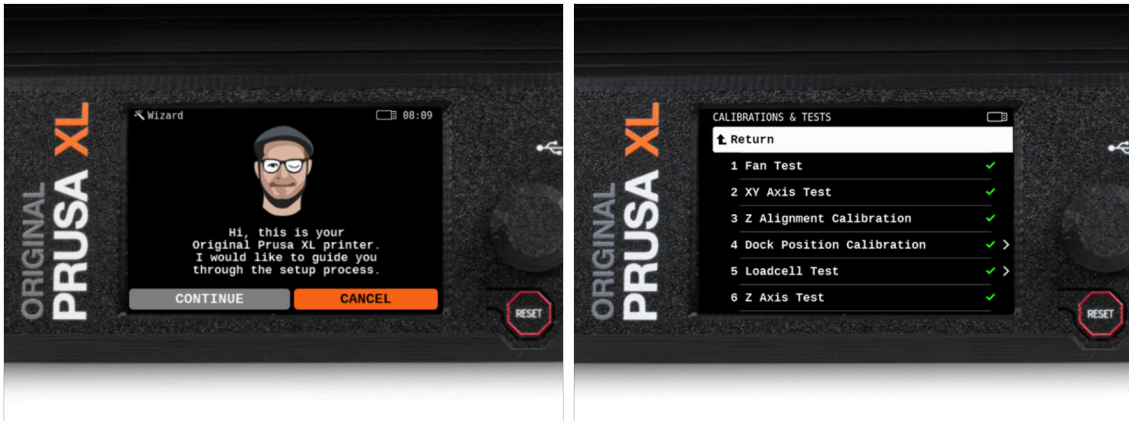 ORIGINAL
PRUSA XL
Wizard
08:09
Hi, this is your
Original Prusa XL printer.
I would like to guide you
through the setup process.
CONTINUE
CANCEL
RESET
ORIGINAL
PRUSA XL
CALIBRATIONS & TESTS
Return
1 Fan Test
2 XY Axis Test
3 Z Alignment Calibration
4 Dock Position Calibration
5 Loadcell Test
6 Z Axis Test
RESET